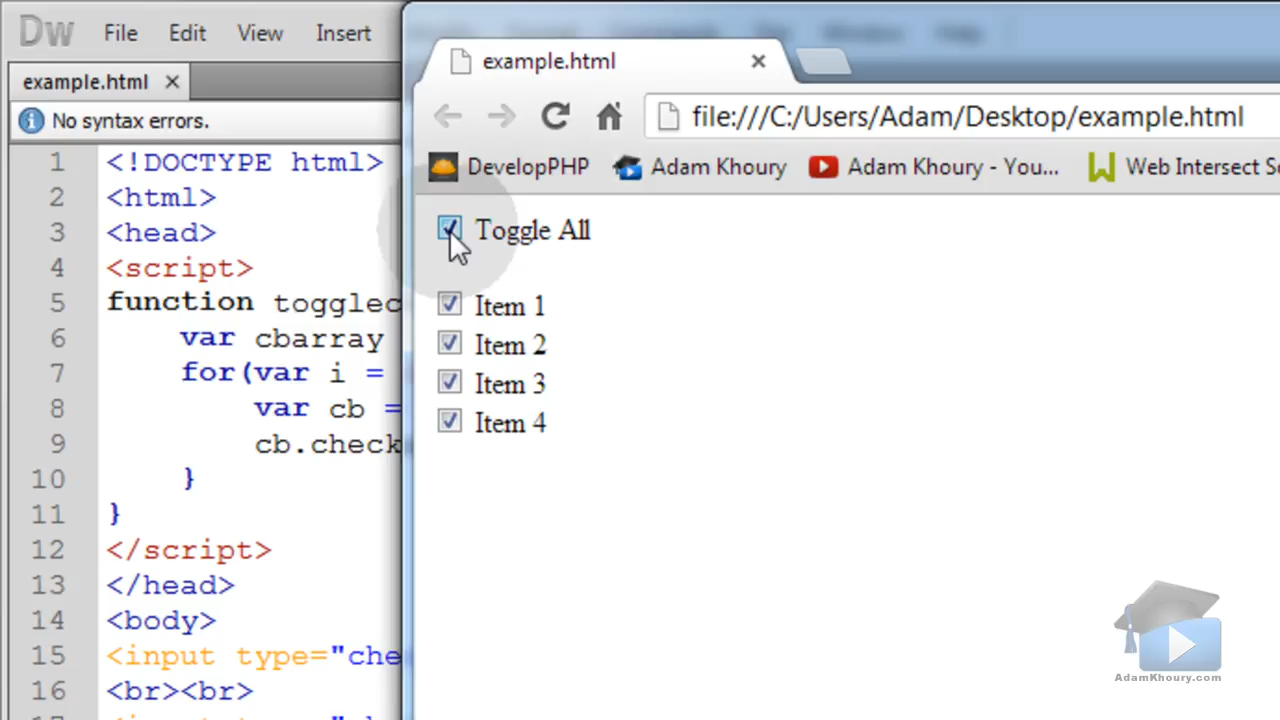 Dw File Edit View Insert
example.html
No syntax errors.
1 <!DOCTYPE html>
2 <html>
3 <head>
4 <script>
5 function togglec
6 var cbarray
7 for(var i =
8 var cb =
9 cb.check
10 }
11 }
12 </script>
13 </head>
14 <body>
15 <input type="che
16 <br><br>
Window Help
example.html
file:///C:/Users/Adam/Desktop/example.html
DevelopPHP Adam Khoury Adam Khoury - You... Web Intersect
Toggle All
Item 1
Item 2
Item 3
Item 4
AdamKhoury.com